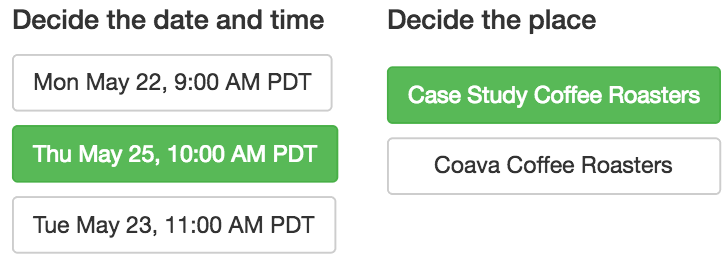 Decide the date and time
Mon May 22, 9:00 AM PDT
Thu May 25, 10:00 AM PDT
Tue May 23, 11:00 AM PDT
Decide the place
Case Study Coffee Roasters
Coava Coffee Roasters